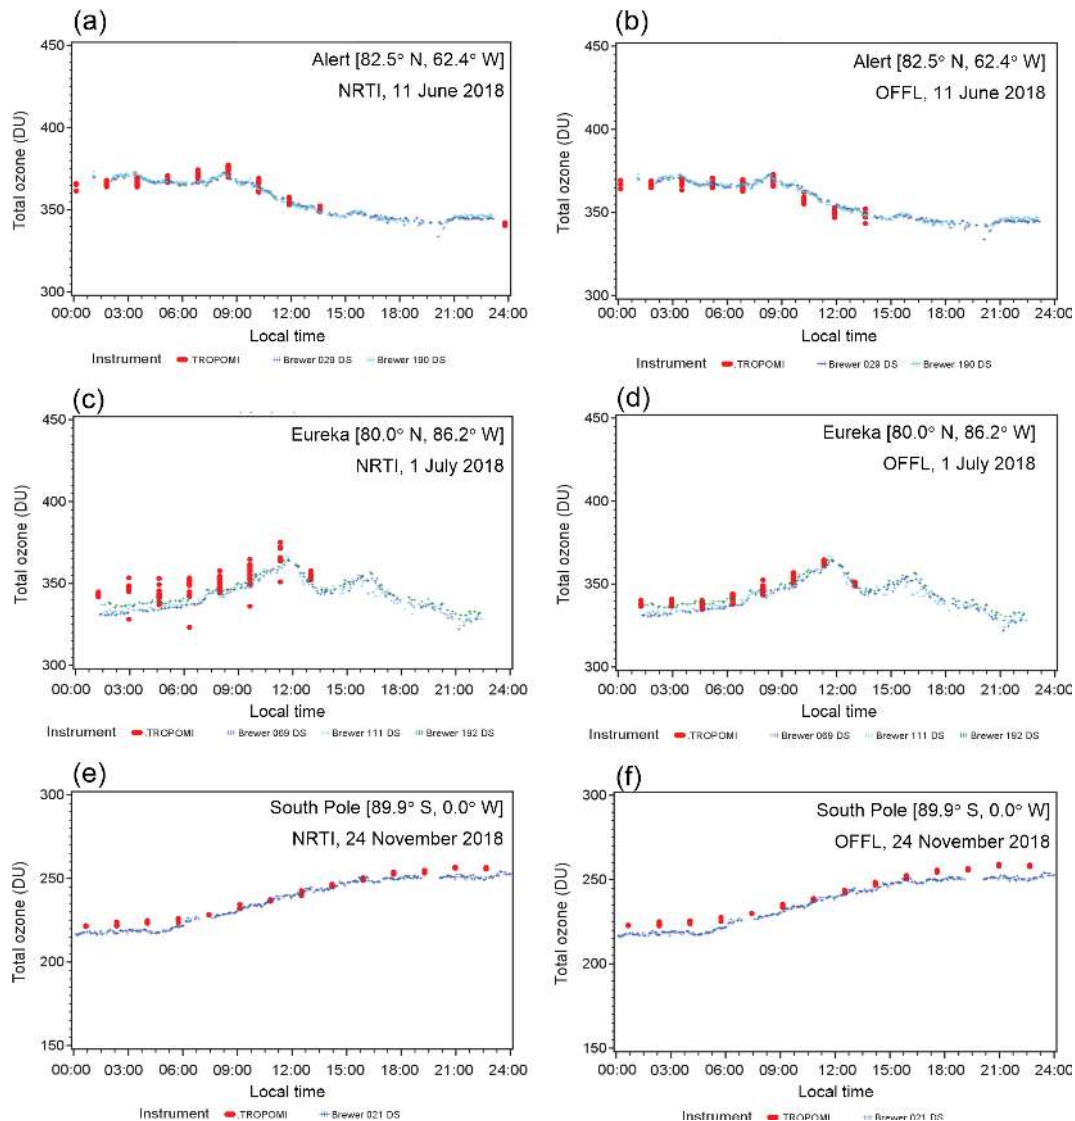 (a)
450
400
350
300
Total ozone (DU)
Alert [82.5° N, 62.4° W]
NRTI, 11 June 2018
00:00 03:00 06:00 09:00 12:00 15:00 18:00 21:00 24:00
Local time
Instrument TROPOMI Brewer 029 DS Brewer 190 DS
(b)
450
400
350
300
Total ozone (DU)
Alert [82.5° N, 62.4° W]
OFFL, 11 June 2018
00:00 03:00 06:00 09:00 12:00 15:00 18:00 21:00 24:00
Local time
Instrument .TROPOMI Brewer 029 DS Brewer 190 DS
(c)
450
400
350
300
Total ozone (DU)
Eureka [80.0° N, 86.2° W]
NRTI, 1 July 2018
00:00 03:00 06:00 09:00 12:00 15:00 18:00 21:00 24:00
Local time
Instrument .TROPOMI Brewer 069 DS Brewer 111 DS Brewer 192 DS
(d)
450
400
350
300
Total ozone (DU)
Eureka [80.0° N, 86.2° W]
OFFL, 1 July 2018
00:00 03:00 06:00 09:00 12:00 15:00 18:00 21:00 24:00
Local time
Instrument .TROPOMI Brewer 069 DS Brewer 111 DS Brewer 192 DS
(e)
300
250
200
150
Total ozone (DU)
South Pole [89.9° S, 0.0° W]
NRTI, 24 November 2018
00:00 03:00 06:00 09:00 12:00 15:00 18:00 21:00 24:00
Local time
Instrument .TROPOMI Brewer 021 DS
(f)
300
250
200
150
Total ozone (DU)
South Pole [89.9° S, 0.0° W]
OFFL, 24 November 2018
00:00 03:00 06:00 09:00 12:00 15:00 18:00 21:00 24:00
Local time
Instrument .TROPOMI Brewer 021 DS